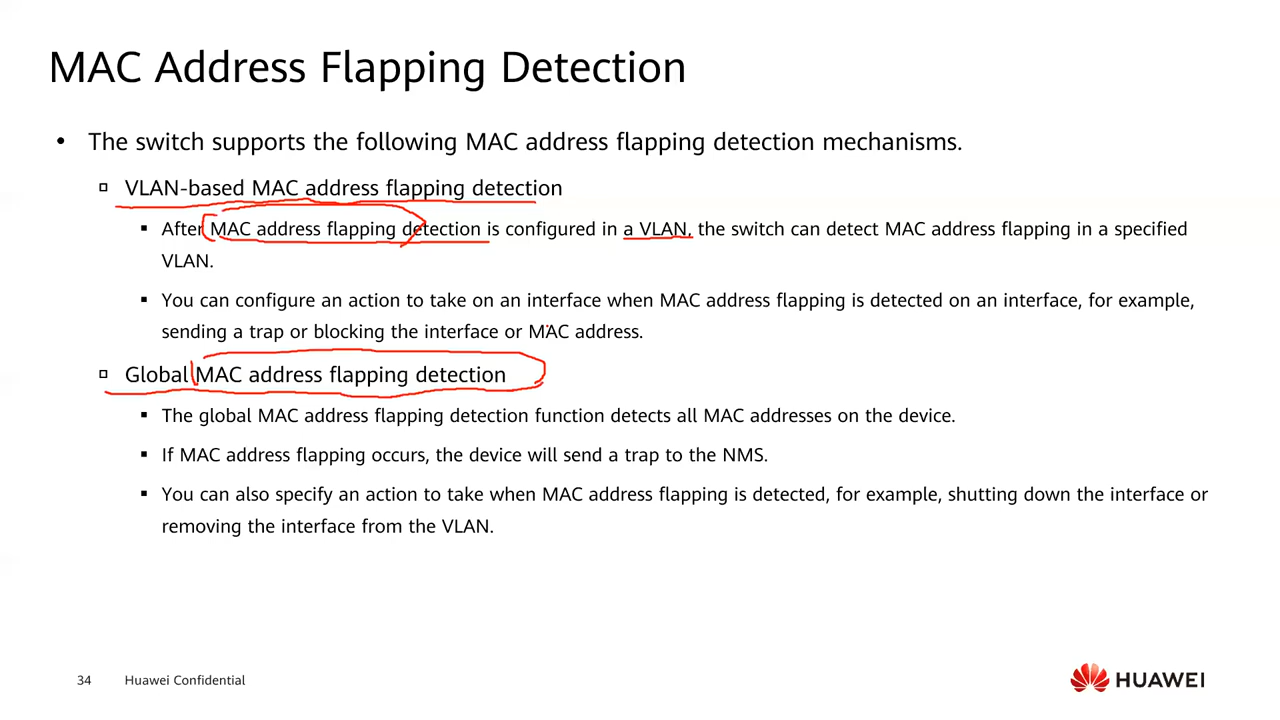 MAC Address Flapping Detection
• The switch supports the following MAC address flapping detection mechanisms.
▫ VLAN-based MAC address flapping detection
▪ After MAC address flapping detection is configured in a VLAN, the switch can detect MAC address flapping in a specified
VLAN.
▪ You can configure an action to take on an interface when MAC address flapping is detected on an interface, for example,
sending a trap or blocking the interface or MAC address.
▫ Global MAC address flapping detection
▪ The global MAC address flapping detection function detects all MAC addresses on the device.
▪ If MAC address flapping occurs, the device will send a trap to the NMS.
▪ You can also specify an action to take when MAC address flapping is detected, for example, shutting down the interface or
removing the interface from the VLAN.
34 Huawei Confidential
HUAWEI